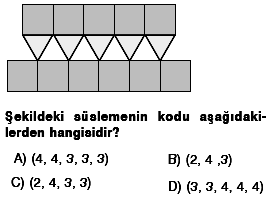 Şekildeki süslemenin kodu aşağıdaki-
lerden hangisidir?
A) (4, 4, 3, 3, 3)
B) (2, 4 ,3)
C) (2, 4, 3, 3)
D) (3, 3, 4, 4, 4)